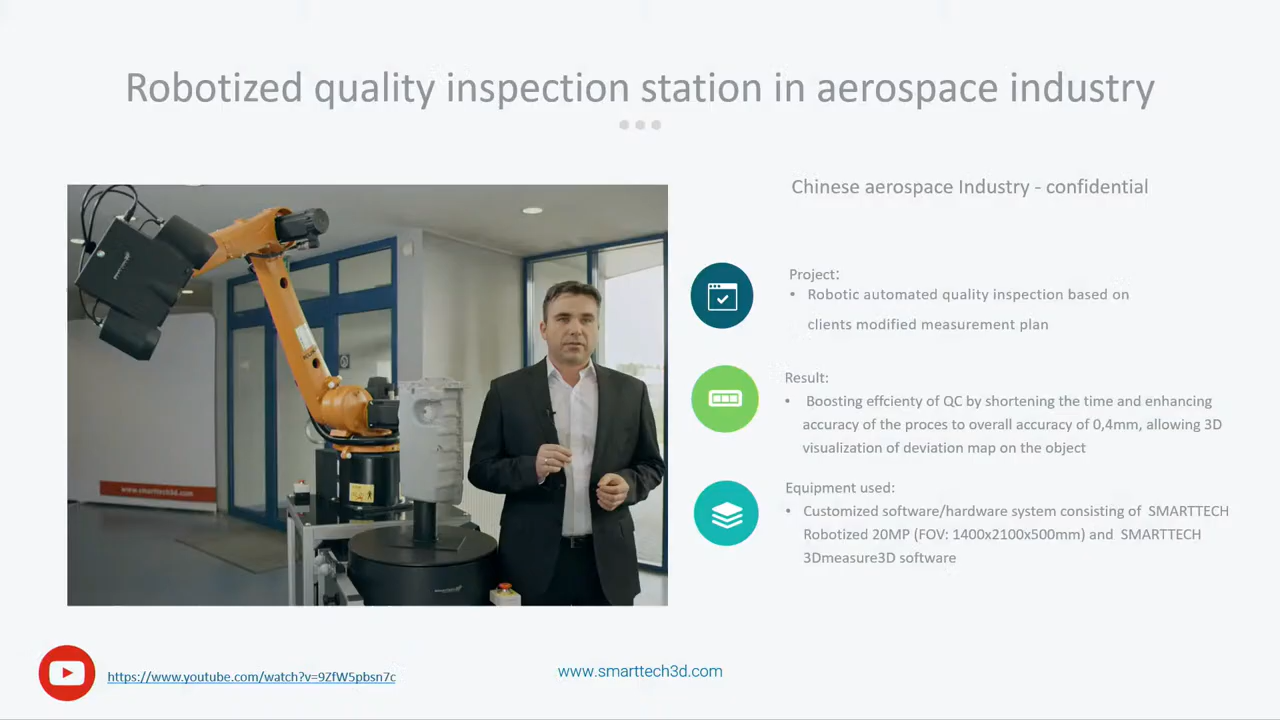 Robotized quality inspection station in aerospace industry
Chinese aerospace Industry - confidential
Project:
• Robotic automated quality inspection based on
clients modified measurement plan
Result:
• Boosting effcienty of QC by shortening the time and enhancing
accuracy of the proces to overall accuracy of 0,4mm, allowing 3D
visualization of deviation map on the object
Equipment used:
• Customized software/hardware system consisting of SMARTTECH
Robotized 20MP (FOV: 1400x2100x500mm) and SMARTTECH
3Dmeasure3D software
www.smarttech3d.com
https://www.youtube.com/watch?v=9ZfW5pbsn7c
www.smarttech3d.com